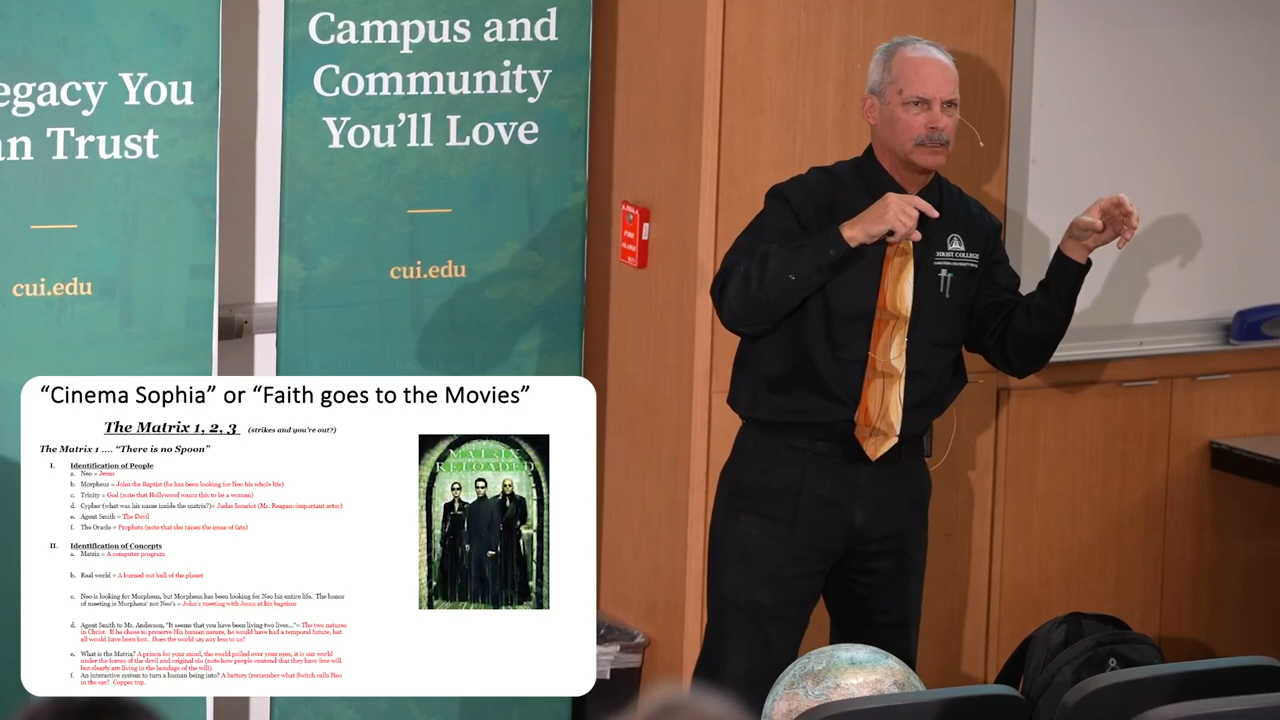 egacy You
an Trust
cui.edu
Campus and
Community
You'll Love
cui.edu
FIRE
ALARM
CHRIST COLLEGE
"Cinema Sophia" or "Faith goes to the Movies"
The Matrix 1, 2, 3 (strikes and you're out?)
The Matrix 1 .... "There is no Spoon"
I. Identification of People
a. Neo = Jesus
b. Morpheus = John the Baptist (he has been looking for Neo his whole life)
c. Trinity = God (note that Hollywood wants this to be a woman)
d. Cypher (what was his name inside the matrix?)= Judas Iscariot (Mr. Reagan=important actor)
e. Agent Smith = The Devil
f. The Oracle = Prophets (note that she raises the issue of fate)
II. Identification of Concepts
a. Matrix = A computer program
b. Real world = A burned out hull of the planet
c. Neo is looking for Morpheus, but Morpheus has been looking for Neo his entire life. The honor
of meeting is Morpheus' not Neo's = John's meeting with Jesus at his baptism
d. Agent Smith to Mr. Anderson, "It seems that you have been living two lives..."= The two natures
in Christ. If he chose to preserve His human nature, he would have had a temporal future, but
all would have been lost. Does the world say any less to us?
e. What is the Matrix? A prison for your mind, the world pulled over your eyes, it is our world
under the forces of the devil and original sin (note how people contend that they have free will
but clearly are living in the bondage of the will).
f. An interactive system to turn a human being into? A battery (remember what Switch calls Neo
in the car? Copper top.
MATRIX
RELOADED